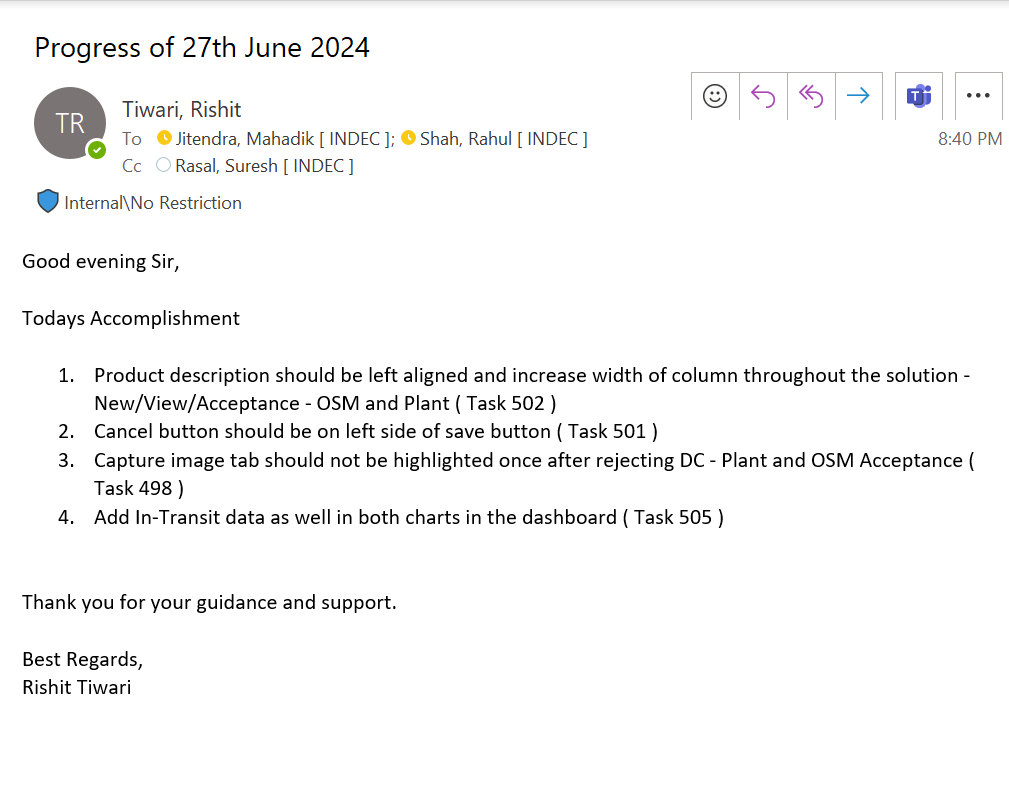 Progress of 27th June 2024
TR
Tiwari, Rishit
To Jitendra, Mahadik [ INDEC ]; Shah, Rahul [ INDEC ]
8:40 PM
Cc Rasal, Suresh [ INDEC ]
Internal\No Restriction
Good evening Sir,
Todays Accomplishment
1. Product description should be left aligned and increase width of column throughout the solution -
New/View/Acceptance - OSM and Plant ( Task 502 )
2. Cancel button should be on left side of save button ( Task 501 )
3. Capture image tab should not be highlighted once after rejecting DC - Plant and OSM Acceptance (
Task 498 )
4. Add In-Transit data as well in both charts in the dashboard ( Task 505 )
Thank you for your guidance and support.
Best Regards,
Rishit Tiwari